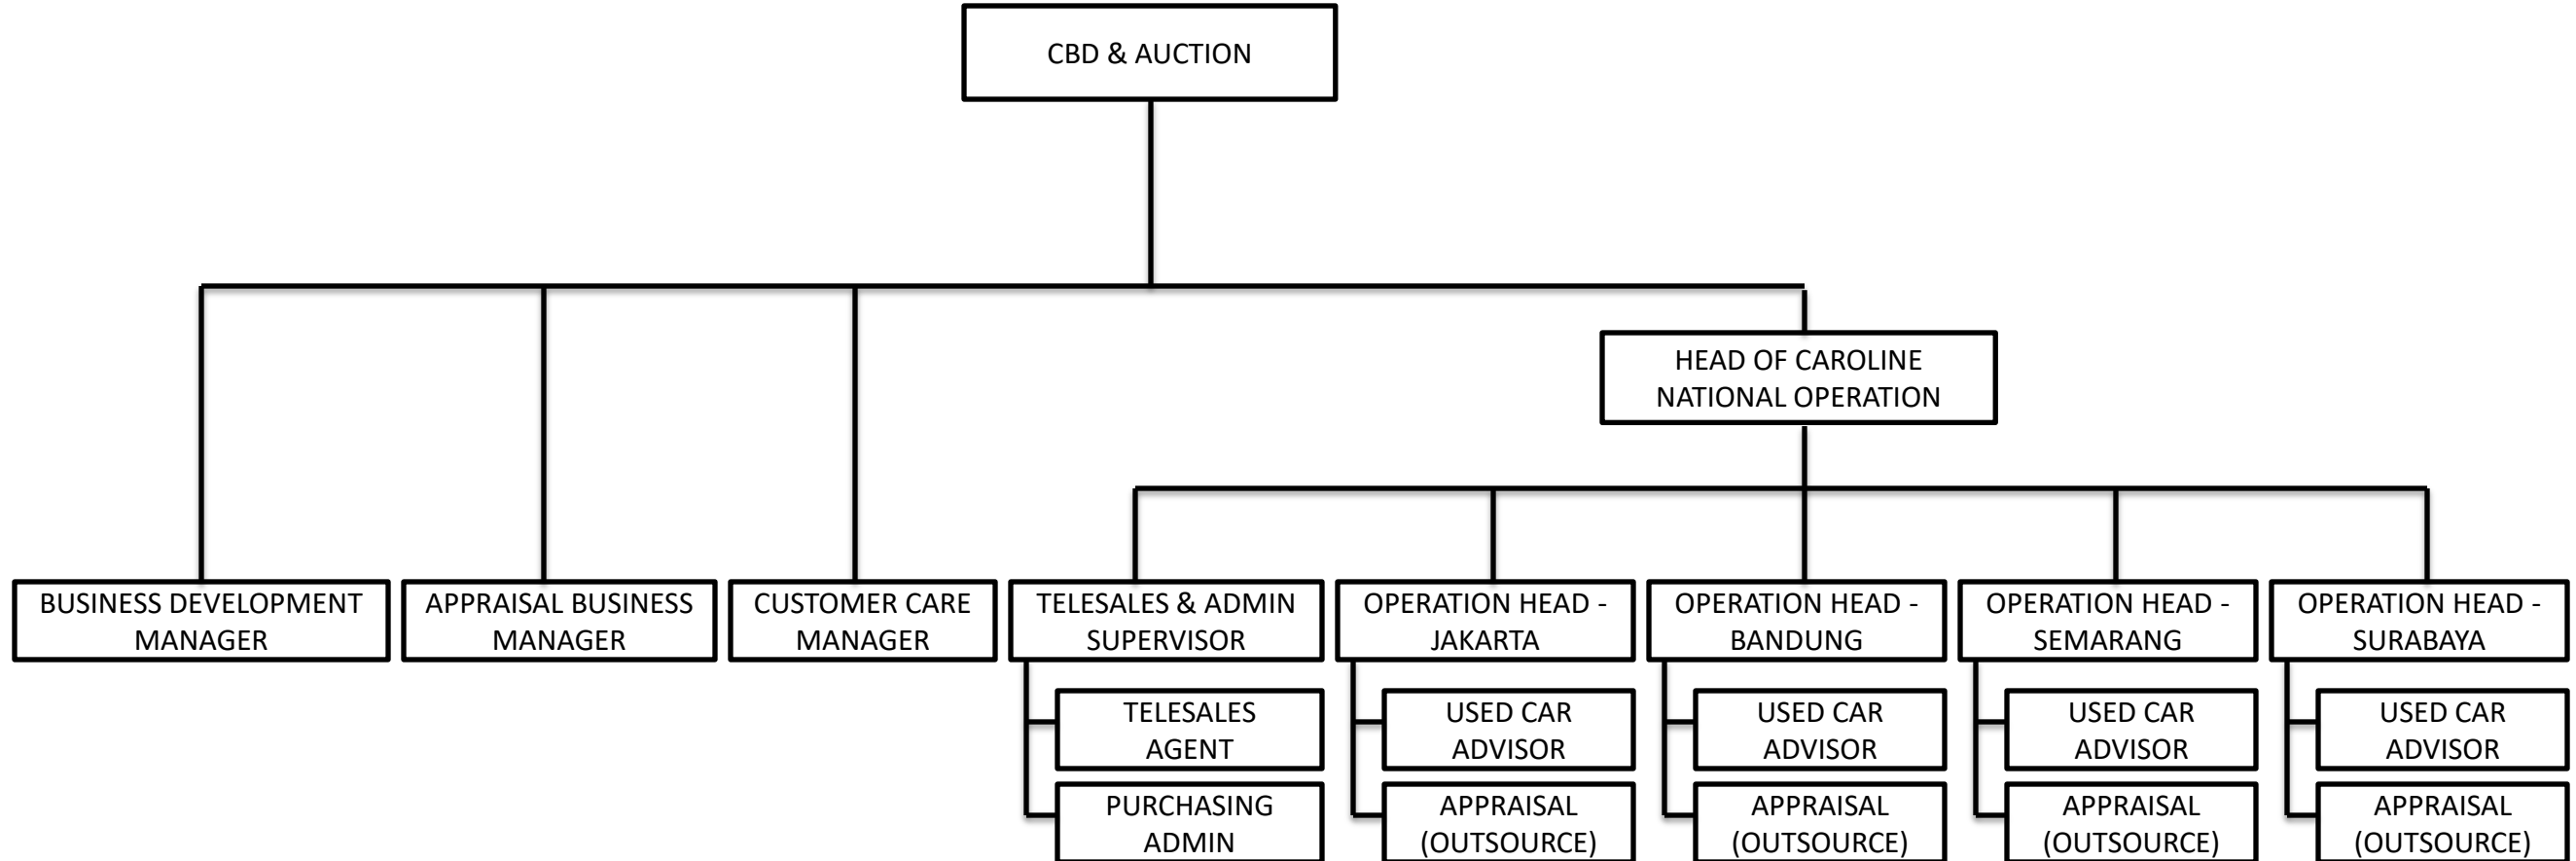 CBD & AUCTION
HEAD OF CAROLINE
NATIONAL OPERATION
BUSINESS DEVELOPMENT
MANAGER
APPRAISAL BUSINESS
MANAGER
CUSTOMER CARE
MANAGER
TELESALES & ADMIN
SUPERVISOR
OPERATION HEAD -
JAKARTA
OPERATION HEAD -
BANDUNG
OPERATION HEAD -
SEMARANG
OPERATION HEAD -
SURABAYA
TELESALES
AGENT
USED CAR
ADVISOR
USED CAR
ADVISOR
USED CAR
ADVISOR
USED CAR
ADVISOR
PURCHASING
ADMIN
APPRAISAL
(OUTSOURCE)
APPRAISAL
(OUTSOURCE)
APPRAISAL
(OUTSOURCE)
APPRAISAL
(OUTSOURCE)